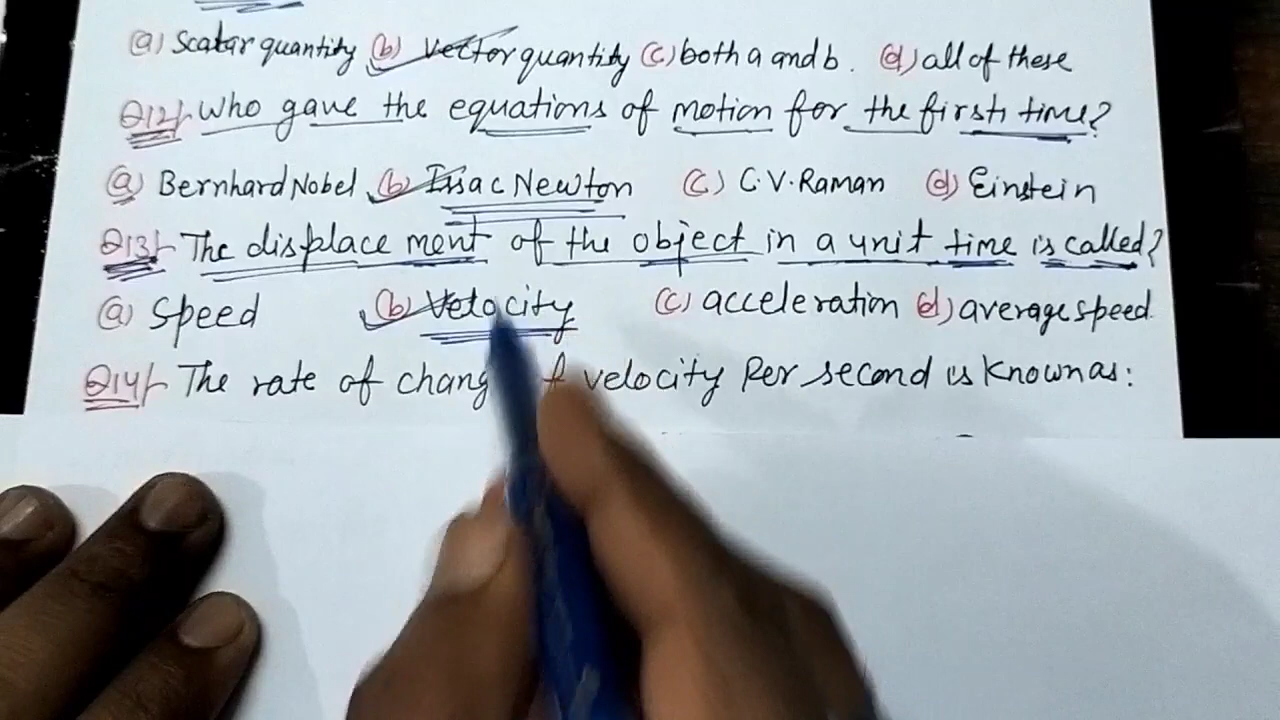 (a) Scalar quantity (b) Vector quantity (c) both a and b. (d) all of these
Q12/- Who gave the equations of motion for the first time?
(a) Bernhard Nobel (b) Issac Newton (c) C.V. Raman (d) Einstein
Q13/- The displace ment of the object in a unit time is called?
(a) Speed (b) Velocity (c) acceleration (d) average speed.
Q14/- The rate of chang velocity Per second is Known as: